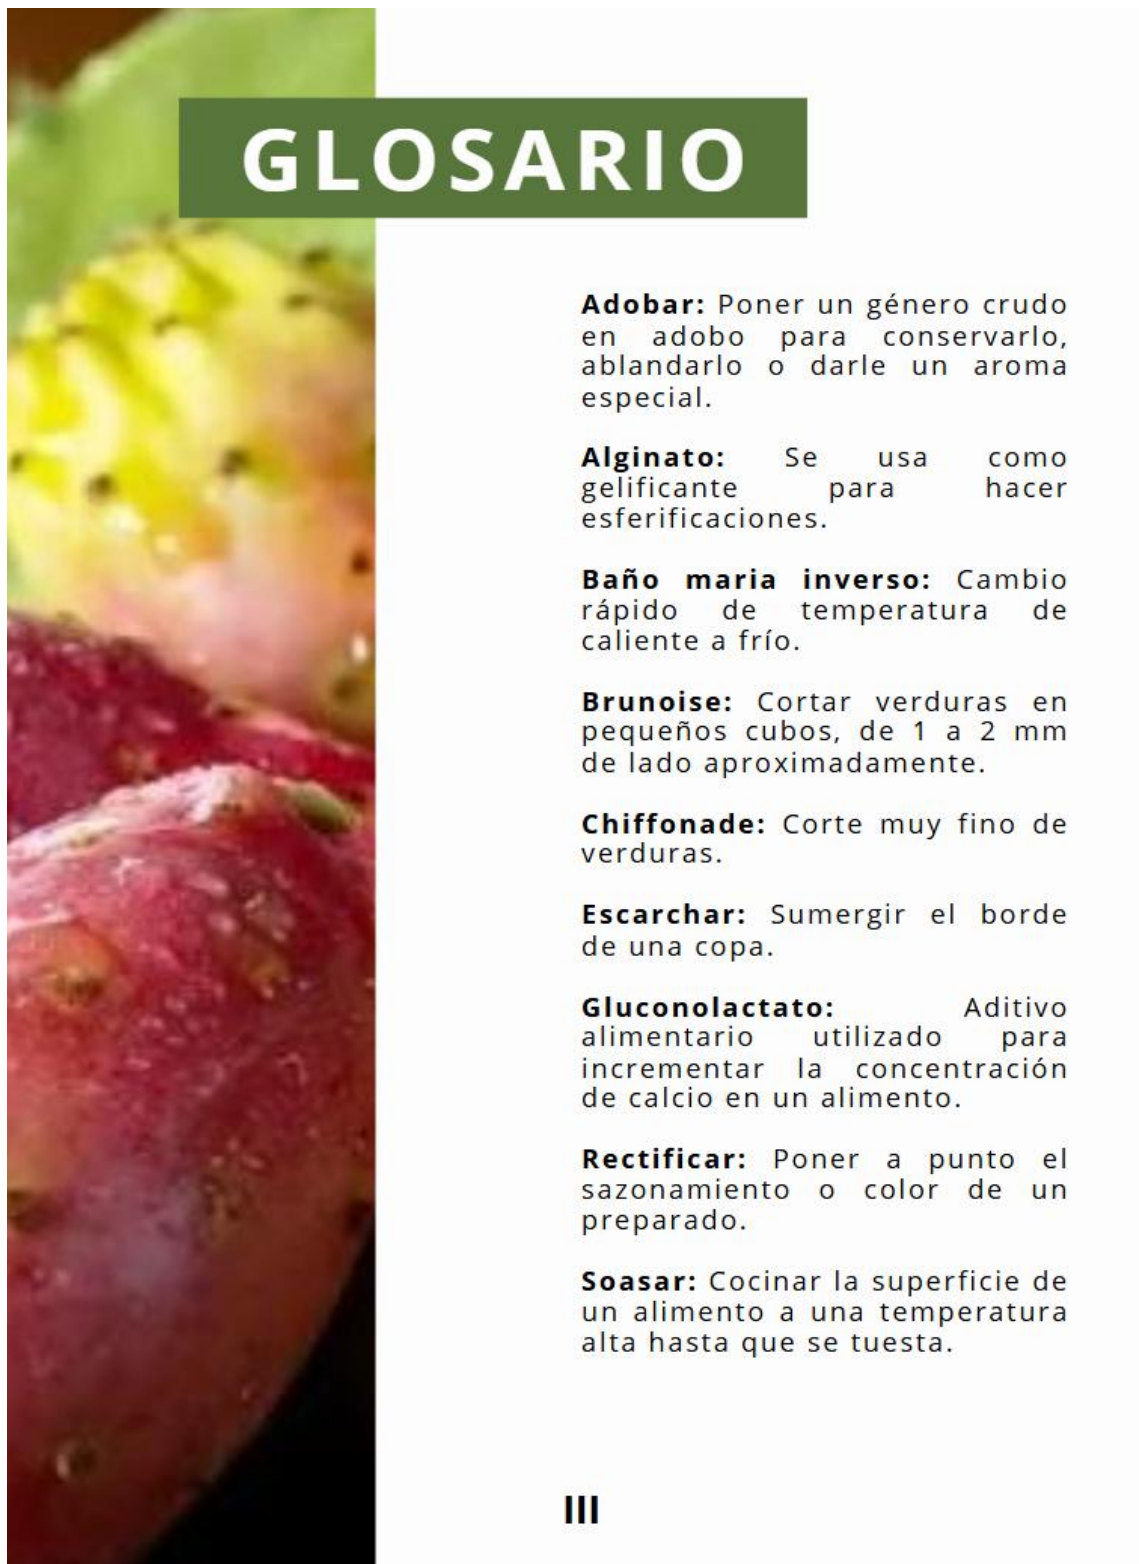 GLOSARIO
Adobar: Poner un género crudo
en adobo para conservarlo,
ablandarlo o darle un aroma
especial.
Alginato: Se usa como
gelificante para hacer
esferificaciones.
Baño maria inverso: Cambio
rápido de temperatura de
caliente a frío.
Brunoise: Cortar verduras en
pequeños cubos, de 1 a 2 mm
de lado aproximadamente.
Chiffonade: Corte muy fino de
verduras.
Escarchar: Sumergir el borde
de una copa.
Gluconolactato: Aditivo
alimentario utilizado para
incrementar la concentración
de calcio en un alimento.
Rectificar: Poner a punto el
sazonamiento o color de un
preparado.
Soasar: Cocinar la superficie de
un alimento a una temperatura
alta hasta que se tuesta.
III